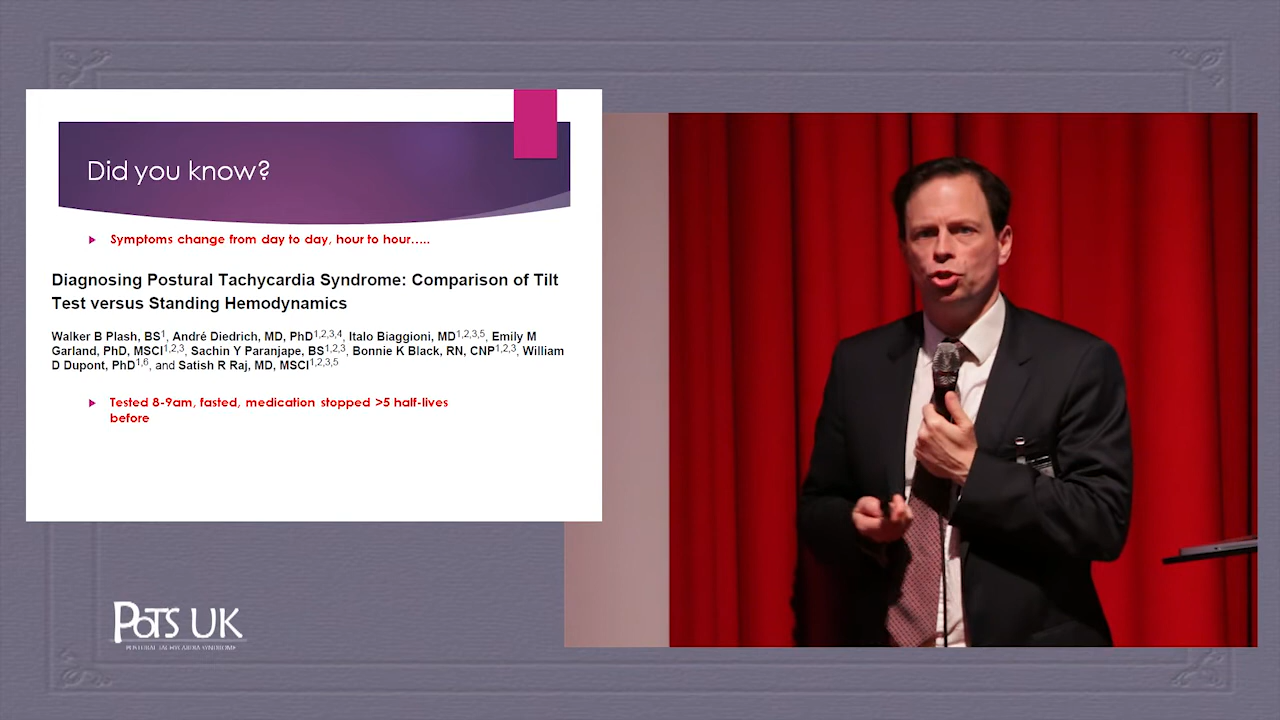 Did you know?
Symptoms change from day to day, hour to hour…..
Diagnosing Postural Tachycardia Syndrome: Comparison of Tilt
Test versus Standing Hemodynamics
Walker B Plash, BS1, André Diedrich, MD, PhD1,2,3,4, Italo Biaggioni, MD1,2,3,5, Emily M
Garland, PhD, MSCI1,2,3, Sachin Y Paranjape, BS1,2,3, Bonnie K Black, RN, CNP1,2,3, William
D Dupont, PhD1,6, and Satish R Raj, MD, MSCI1,2,3,5
Tested 8-9am, fasted, medication stopped >5 half-lives
before
PoTS UK
POSTURAL TACHYCARDIA SYNDROME